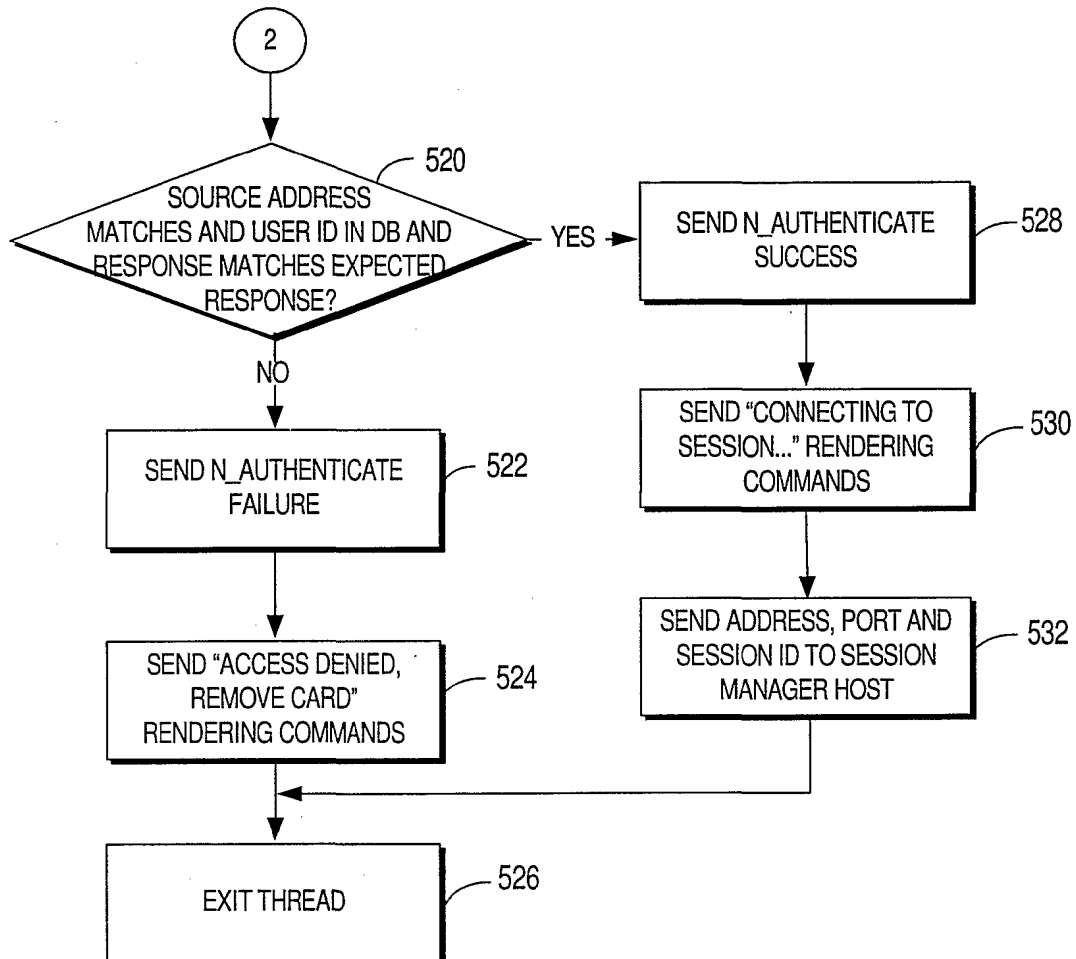 2
520
SOURCE ADDRESS
MATCHES AND USER ID IN DB AND
RESPONSE MATCHES EXPECTED
RESPONSE?
YES
SEND N_AUTHENTICATE
SUCCESS
528
NO
SEND "CONNECTING TO
SESSION..." RENDERING
COMMANDS
530
SEND N_AUTHENTICATE
FAILURE
522
SEND ADDRESS, PORT AND
SESSION ID TO SESSION
MANAGER HOST
532
SEND "ACCESS DENIED,
REMOVE CARD"
RENDERING COMMANDS
524
EXIT THREAD
526